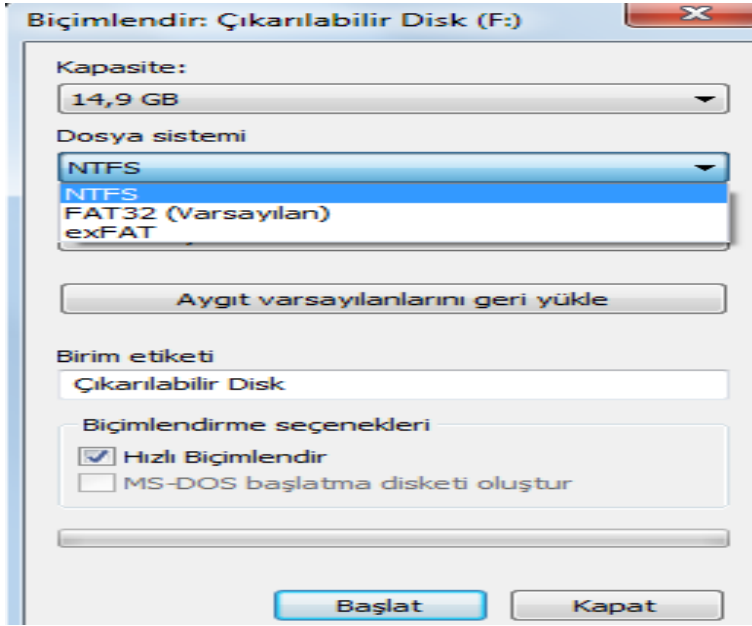 Biçimlendir: Çıkarılabilir Disk (F:)
Kapasite:
14,9 GB
Dosya sistemi
NTFS
NTFS
FAT32 (Varsayılan)
exFAT
Aygıt varsayılanlarını geri yükle
Birim etiketi
Çıkarılabilir Disk
Biçimlendirme seçenekleri
Hızlı Biçimlendir
MS-DOS başlatma disketi oluştur
Başlat
Kapat